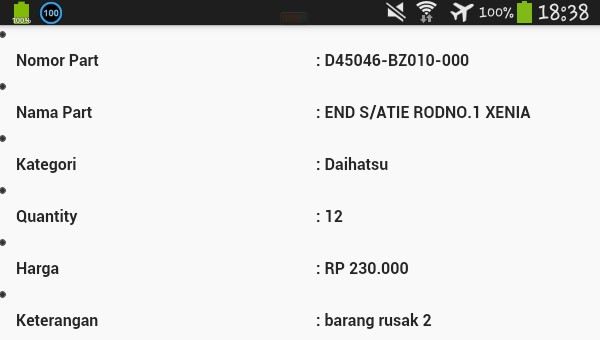 100% 100 100% 18:38
Nomor Part : D45046-BZ010-000
Nama Part : END S/ATIE RODNO.1 XENIA
Kategori : Daihatsu
Quantity : 12
Harga : RP 230.000
Keterangan : barang rusak 2